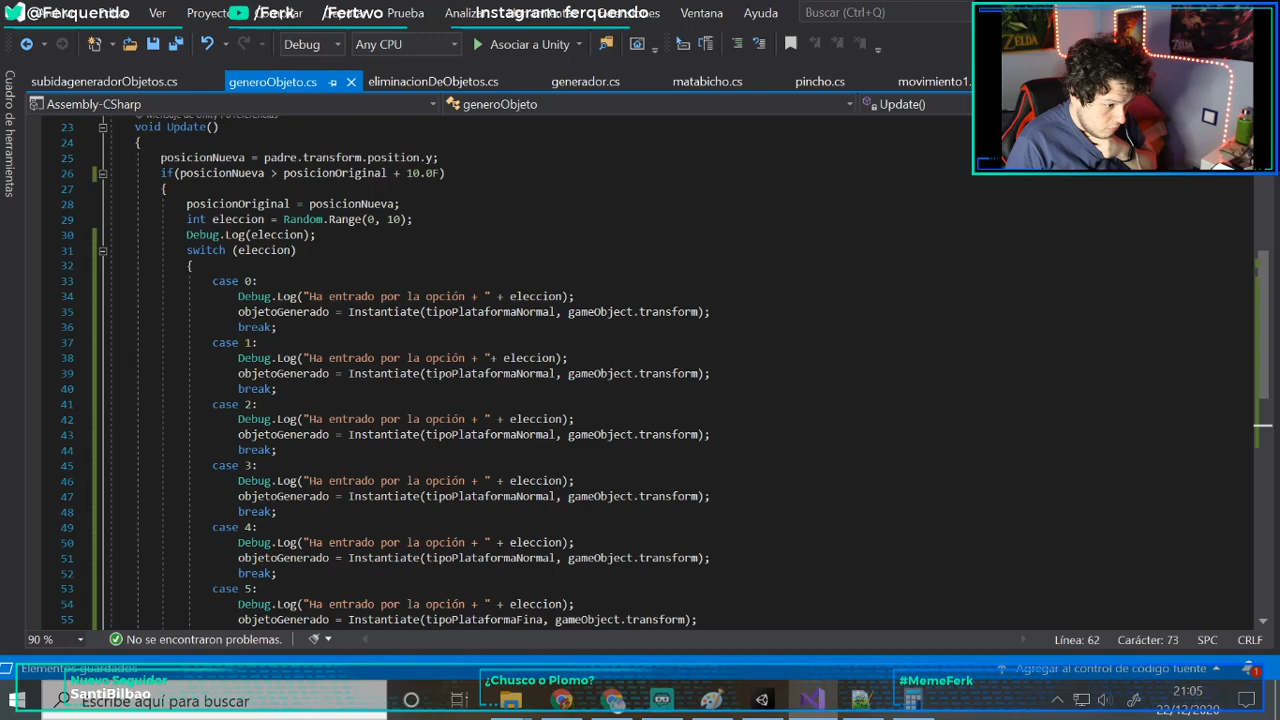 @Ferquendo
/Ferk
/Fertwo
Instagram-ferquendo
Ver
Prueba
Ventana
Ayuda
Buscar (Ctrl+Q)
Debug
Any CPU
Asociar a Unity
subidageneradorObjetos.cs
generoObjeto.cs
eliminacionDeObjetos.cs
generador.cs
matabicho.cs
pincho.cs
movimiento1.
Cuadro de herramientas
Assembly-CSharp
generoObjeto
Update()
23 void Update()
24 {
25 posicionNueva = padre.transform.position.y;
26 if(posicionNueva > posicionOriginal + 10.0F)
27 {
28 posicionOriginal = posicionNueva;
29 int eleccion = Random.Range(0, 10);
30 Debug.Log(eleccion);
31 switch (eleccion)
32 {
33 case 0:
34 Debug.Log("Ha entrado por la opción + " + eleccion);
35 objetoGenerado = Instantiate(tipoPlataformaNormal, gameObject.transform);
36 break;
37 case 1:
38 Debug.Log("Ha entrado por la opción + "+ eleccion);
39 objetoGenerado = Instantiate(tipoPlataformaNormal, gameObject.transform);
40 break;
41 case 2:
42 Debug.Log("Ha entrado por la opción + " + eleccion);
43 objetoGenerado = Instantiate(tipoPlataformaNormal, gameObject.transform);
44 break;
45 case 3:
46 Debug.Log("Ha entrado por la opción + " + eleccion);
47 objetoGenerado = Instantiate(tipoPlataformaNormal, gameObject.transform);
48 break;
49 case 4:
50 Debug.Log("Ha entrado por la opción + " + eleccion);
51 objetoGenerado = Instantiate(tipoPlataformaNormal, gameObject.transform);
52 break;
53 case 5:
54 Debug.Log("Ha entrado por la opción + " + eleccion);
55 objetoGenerado = Instantiate(tipoPlataformaFina, gameObject.transform);
90 %
No se encontraron problemas.
Línea: 62
Carácter: 73
SPC
CRLF
Elementos guardados
Agregar al control de código fuente
Nuevo Seguidor
SantiBilbao
Escribe aquí para buscar
¿Chusco o Plomo?
#MemeFerk
21:05
22/12/2020
ZELDA
ZELDA